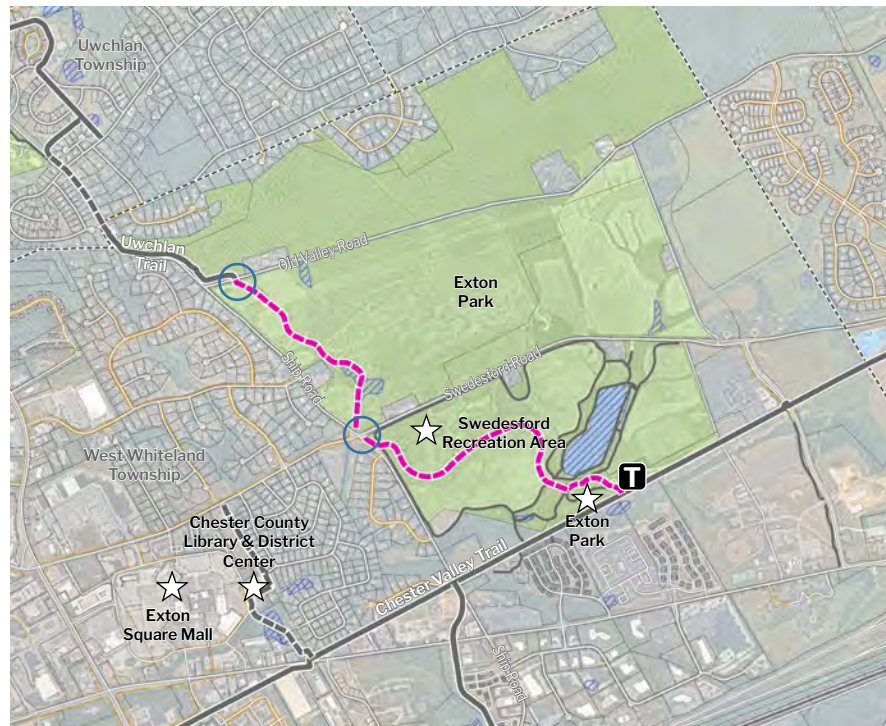 Uwchlan
Township
Uwchlan
Trail
Old Valley Road
Exton
Park
Ship Road
Swedesford Road
Swedesford
Recreation Area
West Whiteland
Township
T
Exton
Park
Chester County
Library & District
Center
Chester Valley Trail
Exton
Square Mall
Ship Road